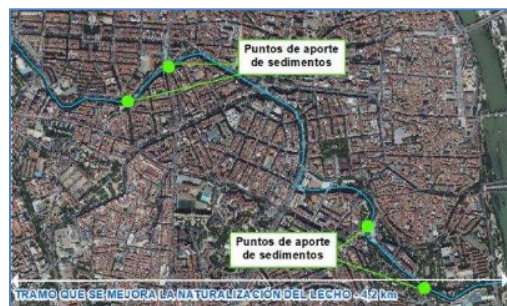 Puntos de aporte
de sedimentos
Puntos de aporte
de sedimentos
TRAMO QUE SE MEJORA LA NATURALIZACIÓN DEL LECHO - 4,2 km